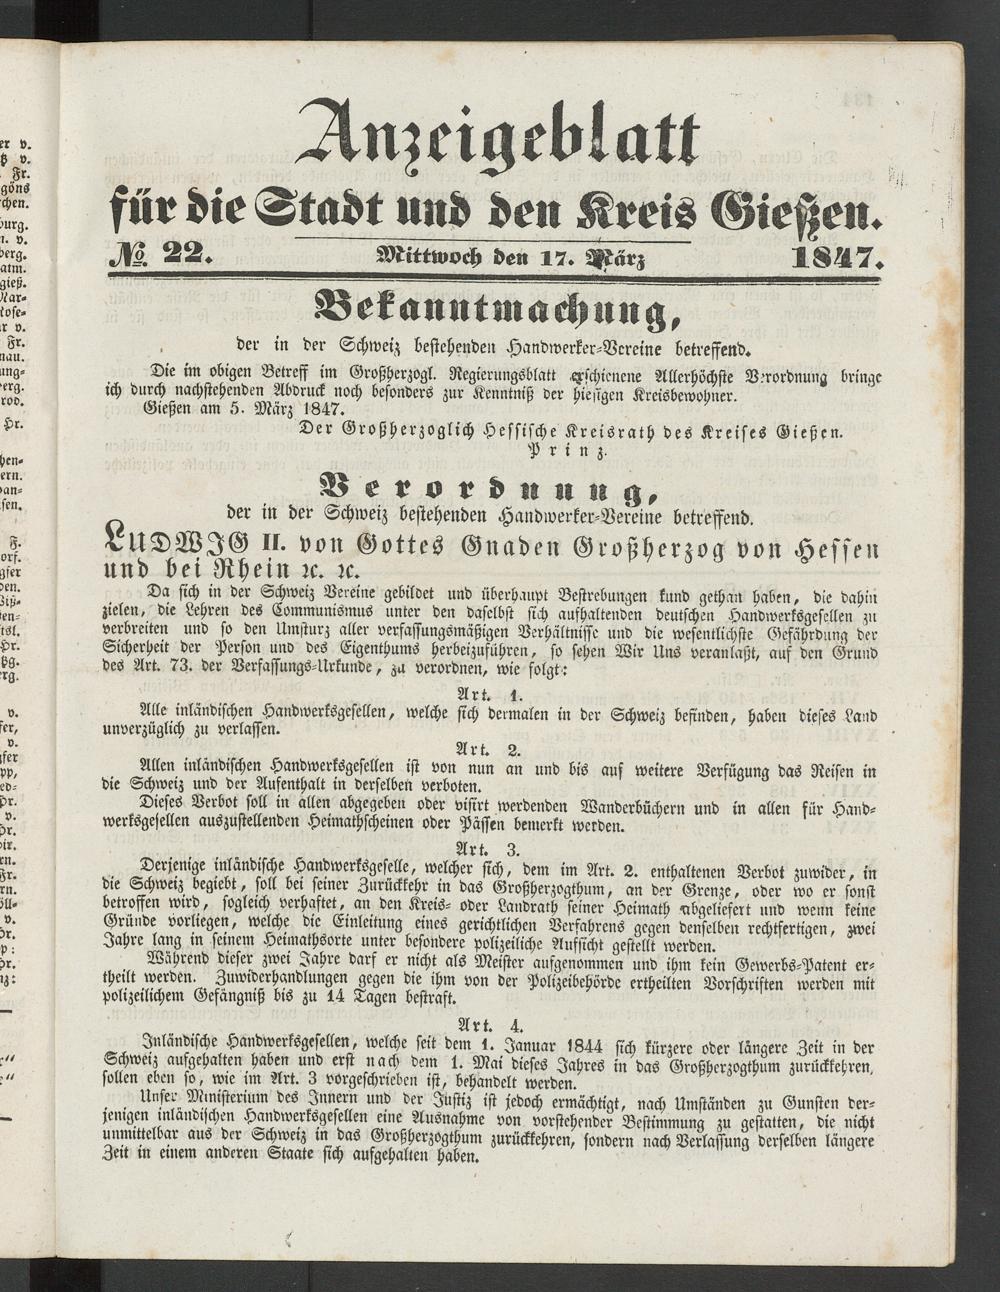 Anzeigeblatt
für die Stadt und den Kreis Gießen.
No. 22. Mittwoch den 17. März 1847.
Bekanntmachung,
der in der Schweiz bestehenden Handwerker-Vereine betreffend.
Die im obigen Betreff im Großherzogl. Regierungsblatt erschienene Allerhöchste Verordnung bringe
ich durch nachstehenden Abdruck noch besonders zur Kenntniß der hiesigen Kreisbewohner.
Gießen am 5. März 1847.
Der Großherzoglich Hessische Kreisrath des Kreises Gießen.
Prinz.
Verordnung,
der in der Schweiz bestehenden Handwerker-Vereine betreffend.
LUDWIG II. von Gottes Gnaden Großherzog von Hessen
und bei Rhein ꝛc. ꝛc.
Da sich in der Schweiz Vereine gebildet und überhaupt Bestrebungen kund gethan haben, die dahin
zielen, die Lehren des Communismus unter den daselbst sich aufhaltenden deutschen Handwerksgesellen zu
verbreiten und so den Umsturz aller verfassungsmäßigen Verhältnisse und die wesentlichste Gefährdung der
Sicherheit der Person und des Eigenthums herbeizuführen, so sehen Wir Uns veranlaßt, auf den Grund
des Art. 73. der Verfassungs-Urkunde, zu verordnen, wie folgt:
Art. 1.
Alle inländischen Handwerksgesellen, welche sich dermalen in der Schweiz befinden, haben dieses Land
unverzüglich zu verlassen.
Art. 2.
Allen inländischen Handwerksgesellen ist von nun an und bis auf weitere Verfügung das Reisen in
die Schweiz und der Aufenthalt in derselben verboten.
Dieses Verbot soll in allen abgegeben oder visirt werdenden Wanderbüchern und in allen für Hand-
werksgesellen auszustellenden Heimathscheinen oder Pässen bemerkt werden.
Art. 3.
Derjenige inländische Handwerksgeselle, welcher sich, dem im Art. 2. enthaltenen Verbot zuwider, in
die Schweiz begiebt, soll bei seiner Zurückkehr in das Großherzogthum, an der Grenze, oder wo er sonst
betroffen wird, sogleich verhaftet, an den Kreis- oder Landrath seiner Heimath abgeliefert und wenn keine
Gründe vorliegen, welche die Einleitung eines gerichtlichen Verfahrens gegen denselben rechtfertigen, zwei
Jahre lang in seinem Heimathsorte unter besondere polizeiliche Aufsicht gestellt werden.
Während dieser zwei Jahre darf er nicht als Meister aufgenommen und ihm kein Gewerbs-Patent er-
theilt werden. Zuwiderhandlungen gegen die ihm von der Polizeibehörde ertheilten Vorschriften werden mit
polizeilichem Gefängniß bis zu 14 Tagen bestraft.
Art. 4.
Inländische Handwerksgesellen, welche seit dem 1. Januar 1844 sich kürzere oder längere Zeit in der
Schweiz aufgehalten haben und erst nach dem 1. Mai dieses Jahres in das Großherzogthum zurückkehren,
sollen eben so, wie im Art. 3 vorgeschrieben ist, behandelt werden.
Unser Ministerium des Innern und der Justiz ist jedoch ermächtigt, nach Umständen zu Gunsten der-
jenigen inländischen Handwerksgesellen eine Ausnahme von vorstehender Bestimmung zu gestatten, die nicht
unmittelbar aus der Schweiz in das Großherzogthum zurückkehren, sondern nach Verlassung derselben längere
Zeit in einem anderen Staate sich aufgehalten haben.